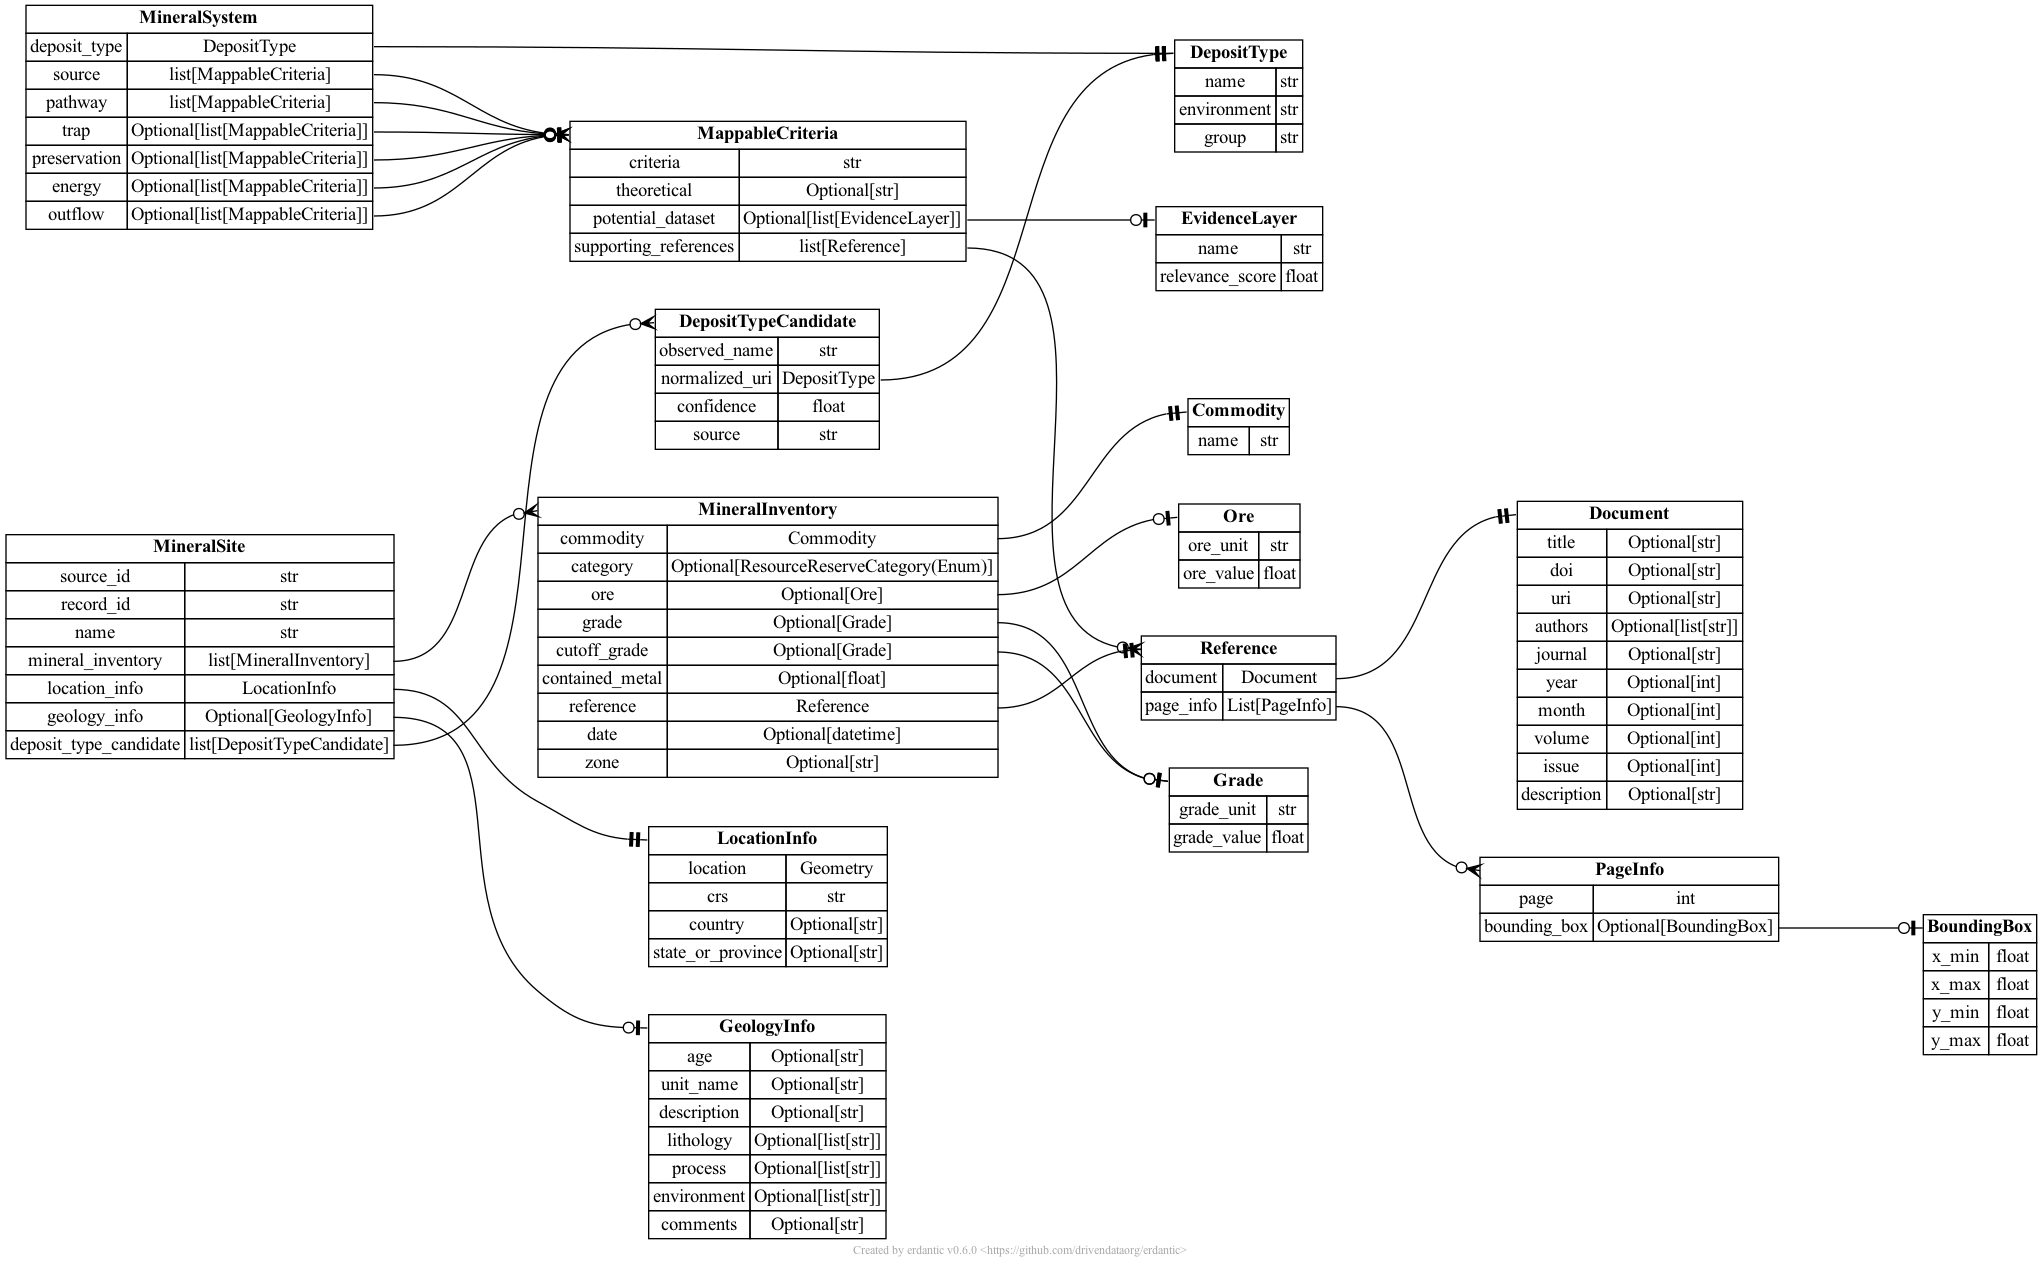 MineralSystem
deposit_type DepositType
source list[MappableCriteria]
pathway list[MappableCriteria]
trap Optional[list[MappableCriteria]]
preservation Optional[list[MappableCriteria]]
energy Optional[list[MappableCriteria]]
outflow Optional[list[MappableCriteria]]
DepositType
name str
environment str
group str
MappableCriteria
criteria str
theoretical Optional[str]
potential_dataset Optional[list[EvidenceLayer]]
supporting_references list[Reference]
EvidenceLayer
name str
relevance_score float
DepositTypeCandidate
observed_name str
normalized_uri DepositType
confidence float
source str
Commodity
name str
MineralSite
source_id str
record_id str
name str
mineral_inventory list[MineralInventory]
location_info LocationInfo
geology_info Optional[GeologyInfo]
deposit_type_candidate list[DepositTypeCandidate]
MineralInventory
commodity Commodity
category Optional[ResourceReserveCategory(Enum)]
ore Optional[Ore]
grade Optional[Grade]
cutoff_grade Optional[Grade]
contained_metal Optional[float]
reference Reference
date Optional[datetime]
zone Optional[str]
Ore
ore_unit str
ore_value float
Reference
document Document
page_info List[PageInfo]
Grade
grade_unit str
grade_value float
Document
title Optional[str]
doi Optional[str]
uri Optional[str]
authors Optional[list[str]]
journal Optional[str]
year Optional[int]
month Optional[int]
volume Optional[int]
issue Optional[int]
description Optional[str]
LocationInfo
location Geometry
crs str
country Optional[str]
state_or_province Optional[str]
PageInfo
page int
bounding_box Optional[BoundingBox]
BoundingBox
x_min float
x_max float
y_min float
y_max float
GeologyInfo
age Optional[str]
unit_name Optional[str]
description Optional[str]
lithology Optional[list[str]]
process Optional[list[str]]
environment Optional[list[str]]
comments Optional[str]
Created by erdantic v0.6.0 <https://github.com/drivendataorg/erdantic>